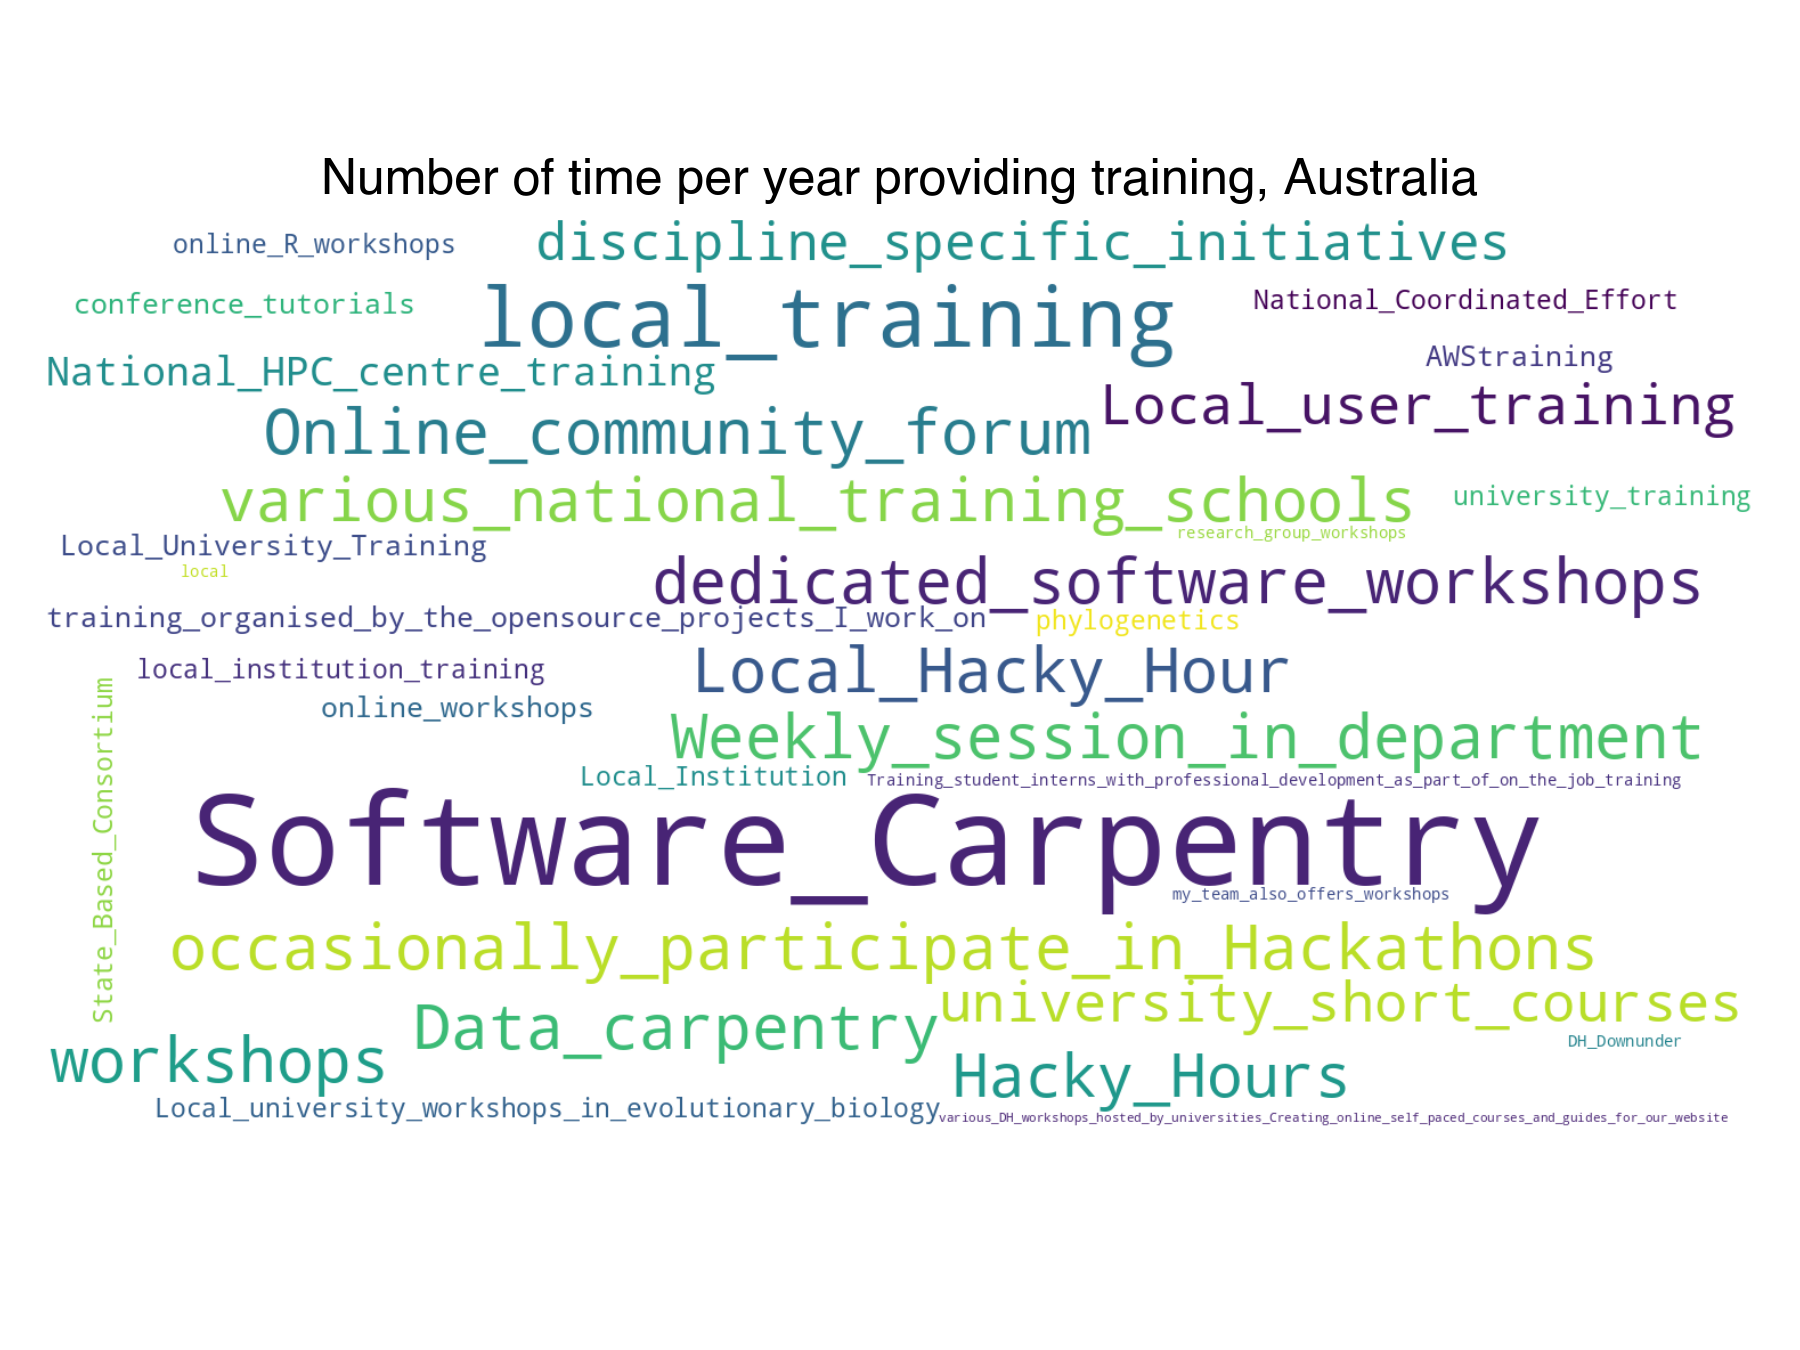 Number of time per year providing training, Australia
online_R_workshops
discipline_specific_initiatives
conference_tutorials
local_training
National_Coordinated_Effort
National_HPC_centre_training
AWStraining
Online_community_forum
Local_user_training
various_national_training_schools
university_training
research_group_workshops
Local_University_Training
local
dedicated_software_workshops
training_organised_by_the_opensource_projects_I_work_on
phylogenetics
local_institution_training
Local_Hacky_Hour
online_workshops
Weekly_session_in_department
State_Based_Consortium
Local_Institution
Training_student_interns_with_professional_development_as_part_of_on_the_job_training
Software_Carpentry
my_team_also_offers_workshops
occasionally_participate_in_Hackathons
university_short_courses
Data_carpentry
DH_Downunder
workshops
Hacky_Hours
Local_university_workshops_in_evolutionary_biology
various_DH_workshops_hosted_by_universities_Creating_online_self_paced_courses_and_guides_for_our_website